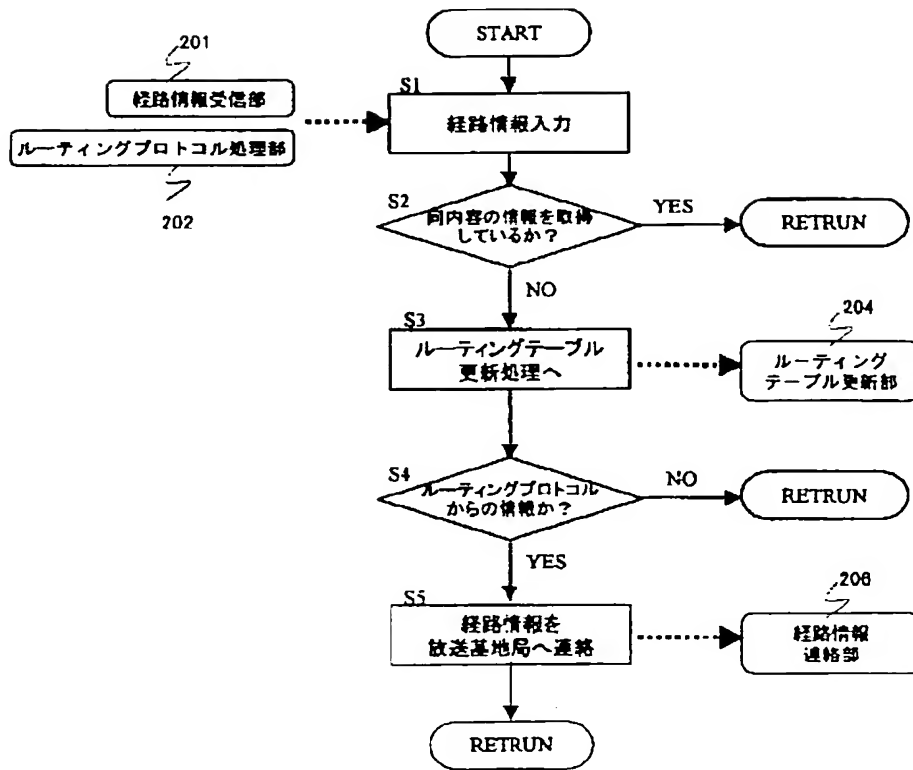 START
201
S1
経路情報受信部
経路情報入力
ルーティングプロトコル処理部
202
S2
同内容の情報を取得
しているか？
YES
RETRUN
NO
S3
ルーティングテーブル
更新処理へ
204
ルーティング
テーブル更新部
S4
ルーティングプロトコル
からの情報か？
NO
RETRUN
YES
S5
経路情報を
放送基地局へ連絡
206
経路情報
連絡部
RETRUN